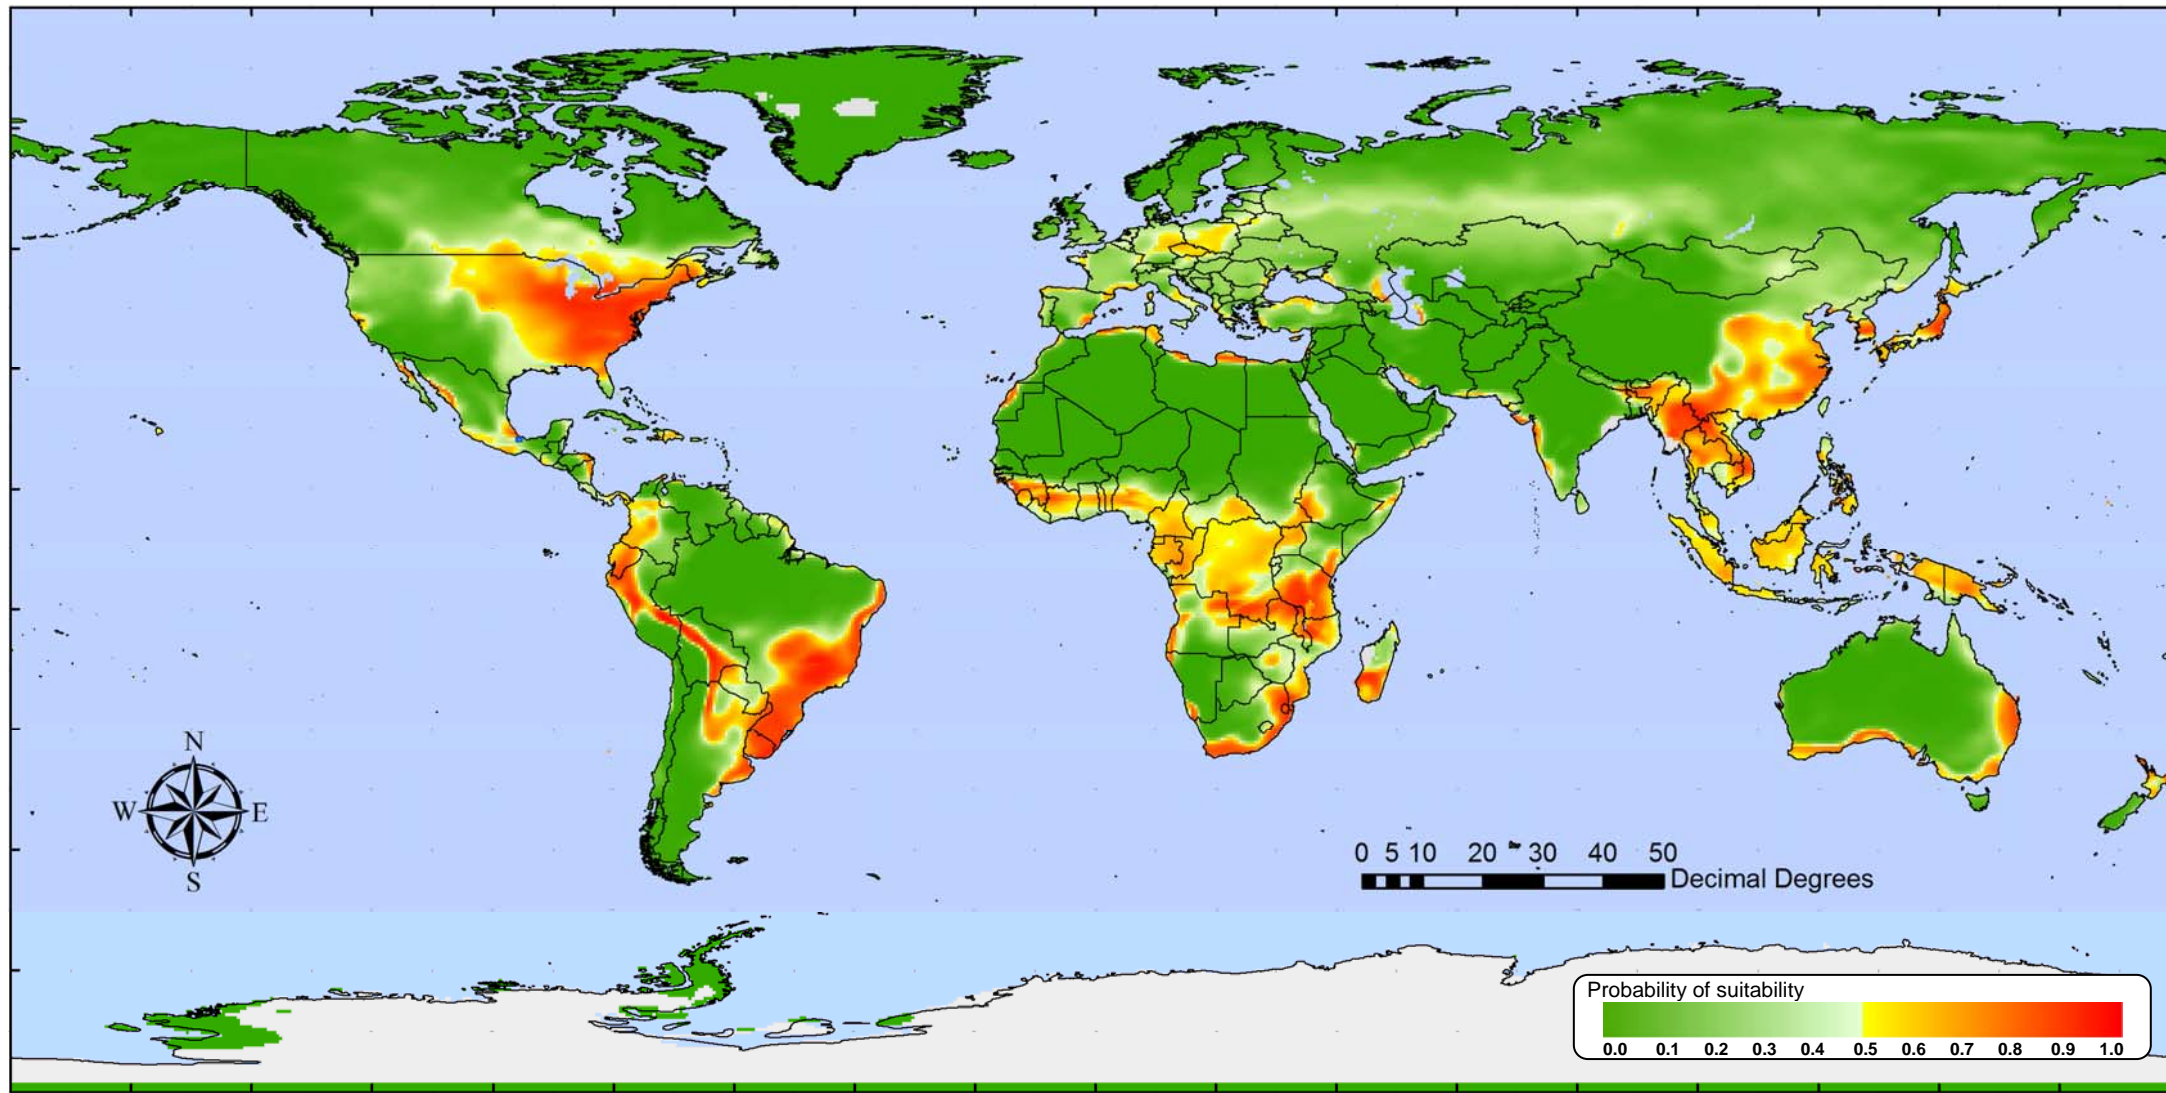 N
W E
S
0 5 10 20 30 40 50
Decimal Degrees
Probability of suitability
0.0 0.1 0.2 0.3 0.4 0.5 0.6 0.7 0.8 0.9 1.0